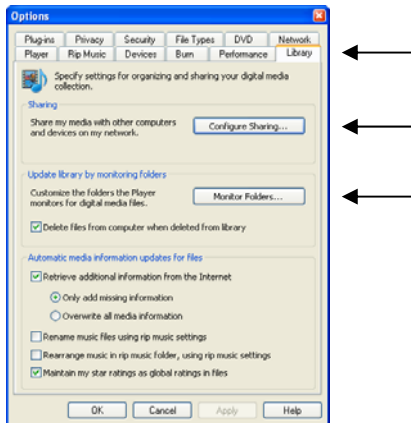 Options
Plug-ins Privacy Security File Types DVD Network
Player Rip Music Devices Burn Performance Library
Specify settings for organizing and sharing your digital media
collection.
Sharing
Share my media with other computers
and devices on my network.
Configure Sharing...
Update library by monitoring folders
Customize the folders the Player
monitors for digital media files.
Monitor Folders...
Delete files from computer when deleted from library
Automatic media information updates for files
Retrieve additional information from the Internet
Only add missing information
Overwrite all media information
Rename music files using rip music settings
Rearrange music in rip music folder, using rip music settings
Maintain my star ratings as global ratings in files
OK Cancel Apply Help